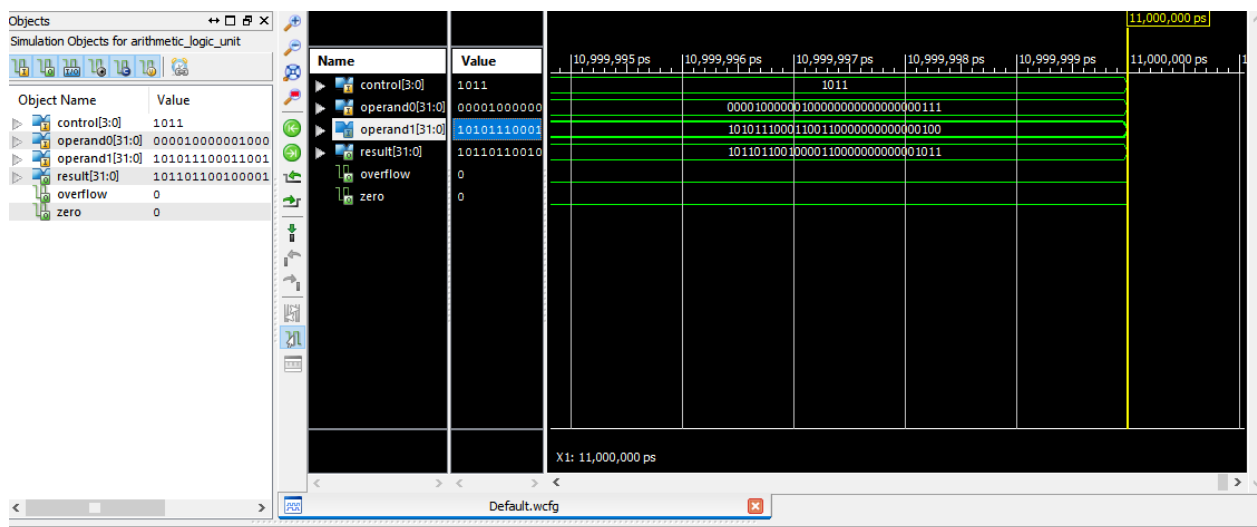 Objects
Simulation Objects for arithmetic_logic_unit
Object Name Value
control[3:0] 1011
operand0[31:0] 000010000001000
operand1[31:0] 101011100011001
result[31:0] 101101100100001
overflow 0
zero 0
11,000,000 ps
Name Value 10,999,995 ps 10,999,996 ps 10,999,997 ps 10,999,998 ps 10,999,999 ps 11,000,000 ps
control[3:0] 1011 1011
operand0[31:0] 00001000000 00001000000100000000000000000111
operand1[31:0] 10101110001 10101110001100110000000000000100
result[31:0] 10110110010 10110110010000110000000000001011
overflow 0
zero 0
X1: 11,000,000 ps
Default.wcfg